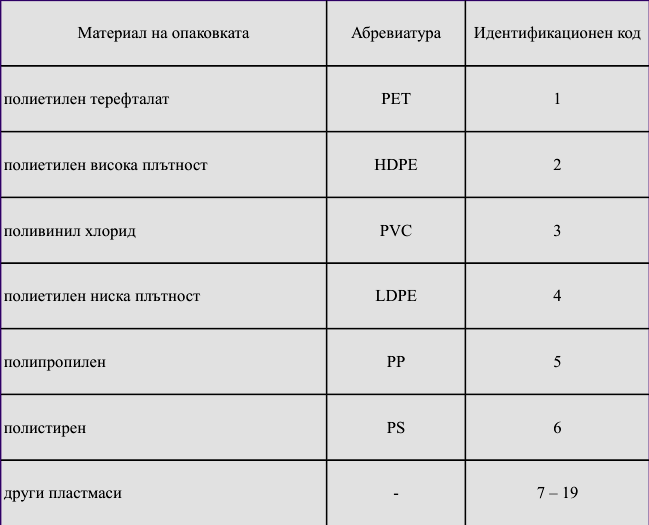 Материал на опаковката Абревиатура Идентификационен код
полиетилен терефталат PET 1
полиетилен висока плътност HDPE 2
поливинил хлорид PVC 3
полиетилен ниска плътност LDPE 4
полипропилен PP 5
полистирен PS 6
други пластмаси - 7 – 19